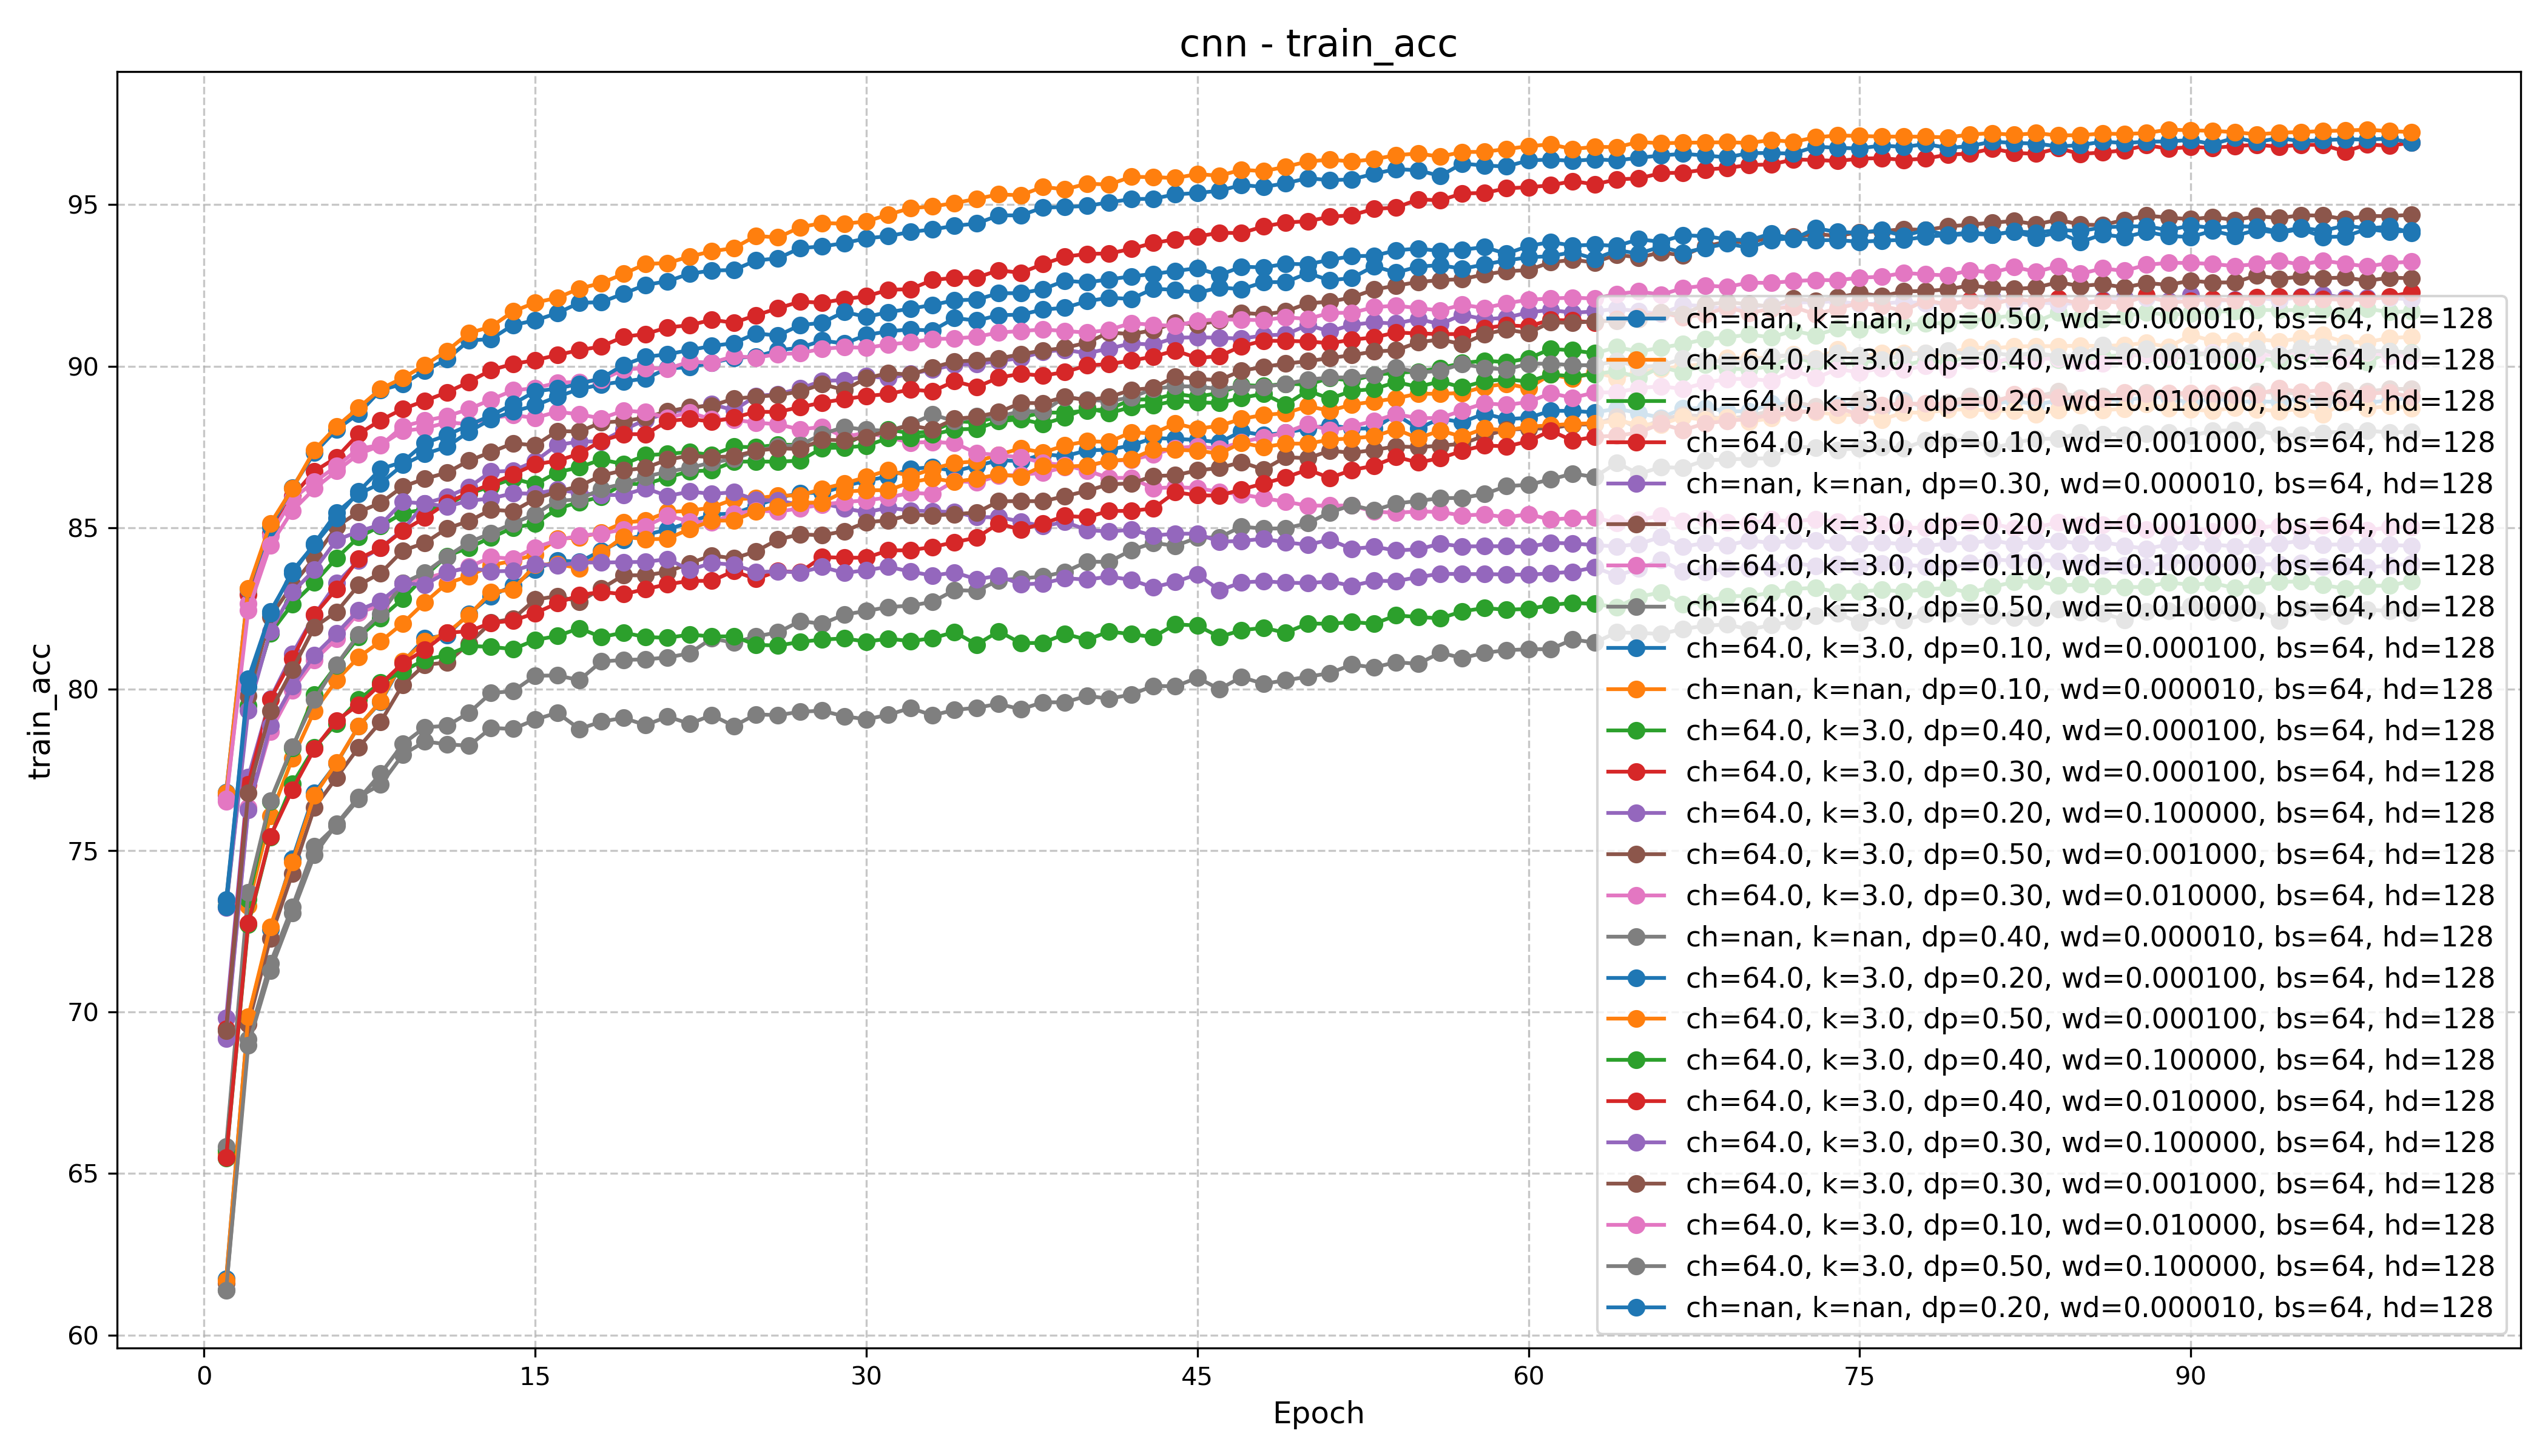 cnn - train_acc
train_acc
95
90
85
80
75
70
65
60
0
15
30
45
60
75
90
Epoch
ch=nan, k=nan, dp=0.50, wd=0.000010, bs=64, hd=128
ch=64.0, k=3.0, dp=0.40, wd=0.001000, bs=64, hd=128
ch=64.0, k=3.0, dp=0.20, wd=0.010000, bs=64, hd=128
ch=64.0, k=3.0, dp=0.10, wd=0.001000, bs=64, hd=128
ch=nan, k=nan, dp=0.30, wd=0.000010, bs=64, hd=128
ch=64.0, k=3.0, dp=0.20, wd=0.001000, bs=64, hd=128
ch=64.0, k=3.0, dp=0.10, wd=0.100000, bs=64, hd=128
ch=64.0, k=3.0, dp=0.50, wd=0.010000, bs=64, hd=128
ch=64.0, k=3.0, dp=0.10, wd=0.000100, bs=64, hd=128
ch=nan, k=nan, dp=0.10, wd=0.000010, bs=64, hd=128
ch=64.0, k=3.0, dp=0.40, wd=0.000100, bs=64, hd=128
ch=64.0, k=3.0, dp=0.30, wd=0.000100, bs=64, hd=128
ch=64.0, k=3.0, dp=0.20, wd=0.100000, bs=64, hd=128
ch=64.0, k=3.0, dp=0.50, wd=0.001000, bs=64, hd=128
ch=64.0, k=3.0, dp=0.30, wd=0.010000, bs=64, hd=128
ch=nan, k=nan, dp=0.40, wd=0.000010, bs=64, hd=128
ch=64.0, k=3.0, dp=0.20, wd=0.000100, bs=64, hd=128
ch=64.0, k=3.0, dp=0.50, wd=0.000100, bs=64, hd=128
ch=64.0, k=3.0, dp=0.40, wd=0.100000, bs=64, hd=128
ch=64.0, k=3.0, dp=0.40, wd=0.010000, bs=64, hd=128
ch=64.0, k=3.0, dp=0.30, wd=0.100000, bs=64, hd=128
ch=64.0, k=3.0, dp=0.30, wd=0.001000, bs=64, hd=128
ch=64.0, k=3.0, dp=0.10, wd=0.010000, bs=64, hd=128
ch=64.0, k=3.0, dp=0.50, wd=0.100000, bs=64, hd=128
ch=nan, k=nan, dp=0.20, wd=0.000010, bs=64, hd=128